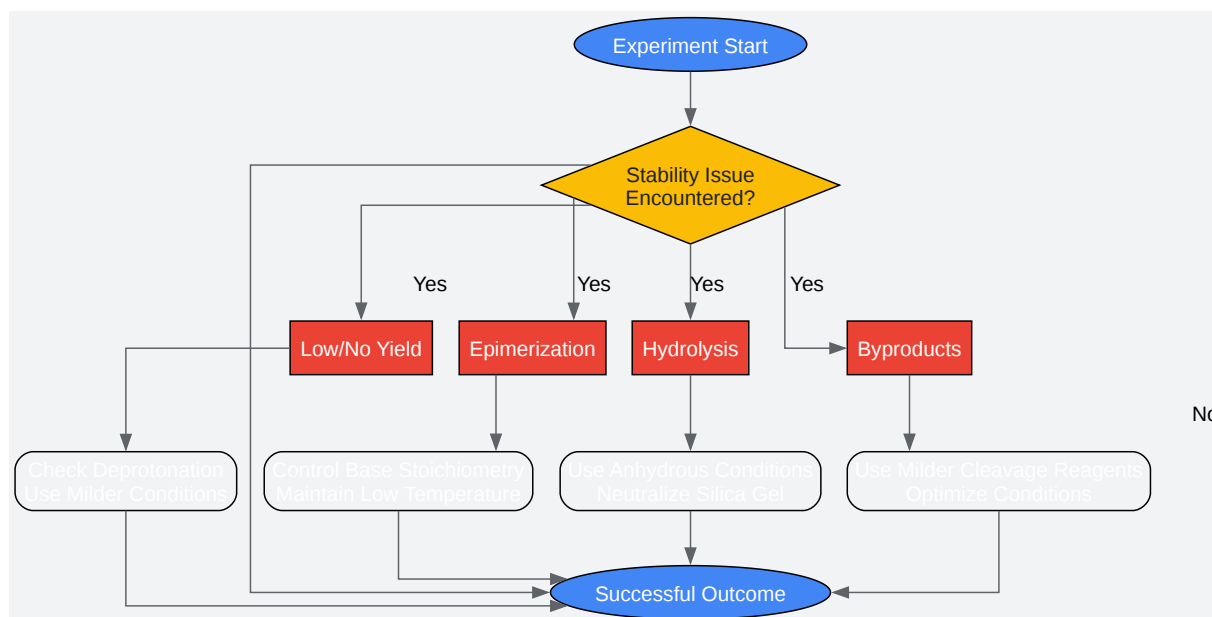 Experiment Start
Stability Issue
Encountered?
Yes
Yes
Yes
Yes
Low/No Yield
Epimerization
Hydrolysis
Byproducts
No
Check Deprotonation
Use Milder Conditions
Control Base Stoichiometry
Maintain Low Temperature
Use Anhydrous Conditions
Neutralize Silica Gel
Use Milder Cleavage Reagents
Optimize Conditions
Successful Outcome